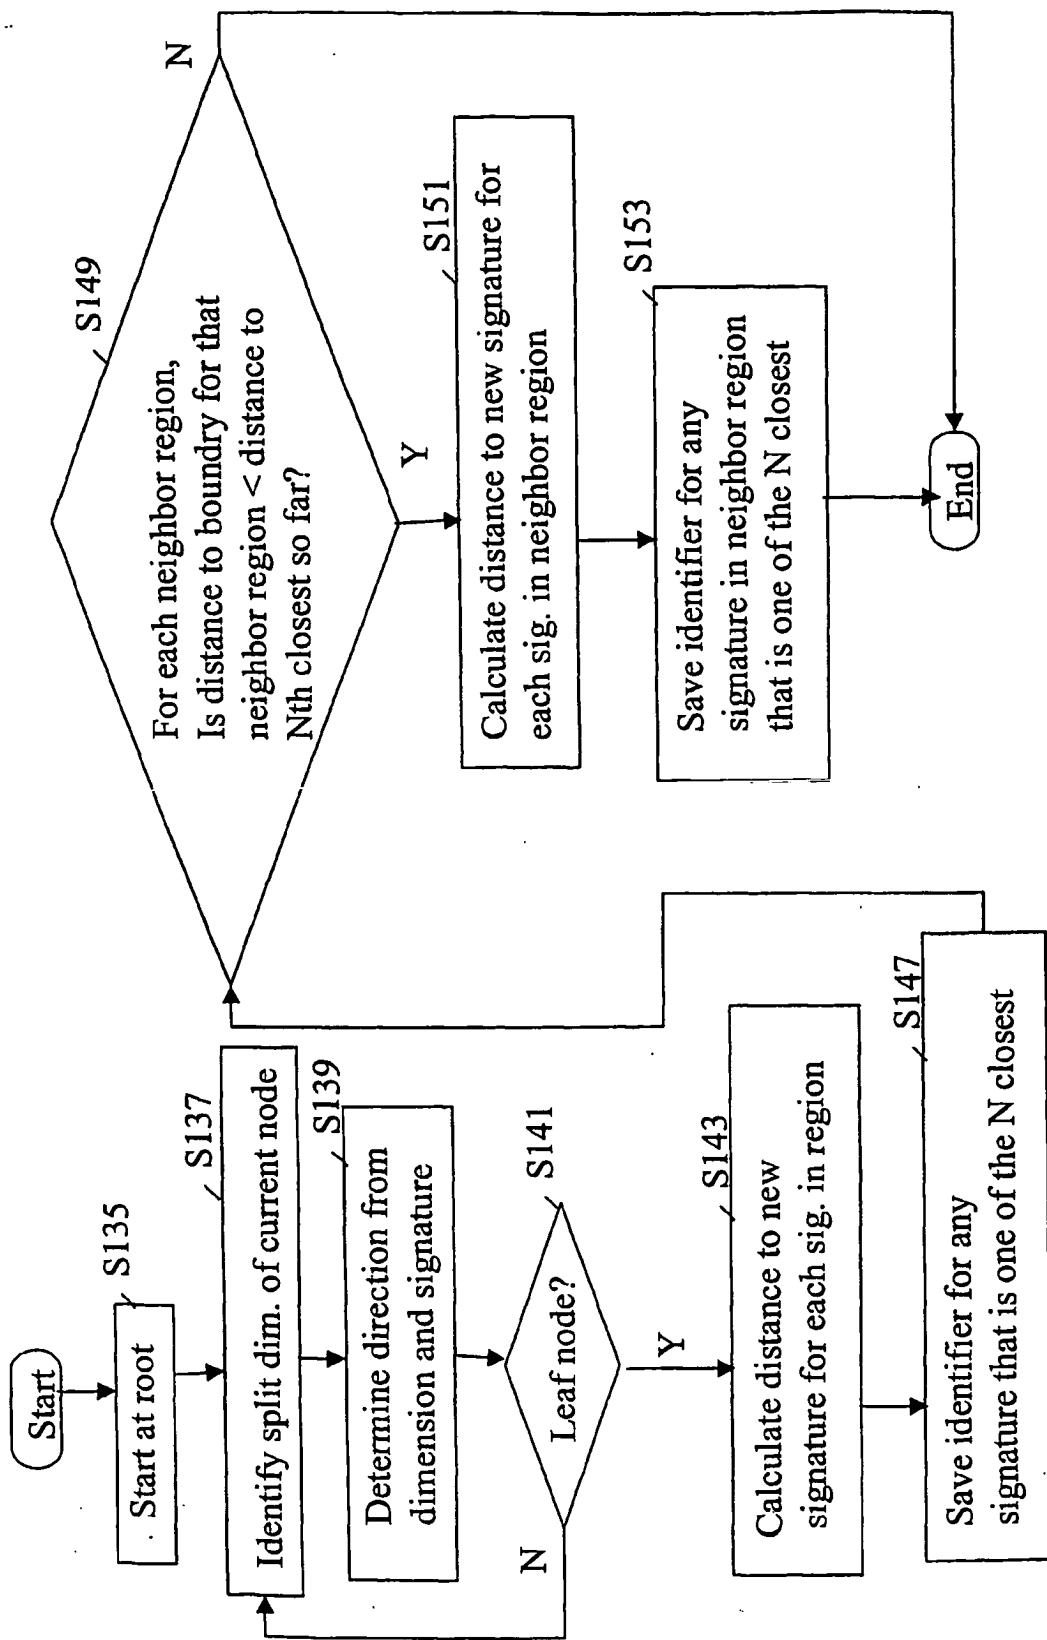 Start
Start at root
S135
Identify split dim. of current node
S137
Determine direction from
dimension and signature
S139
Leaf node?
S141
N
Y
Calculate distance to new
signature for each sig. in region
S143
Save identifier for any
signature that is one of the N closest
S147
For each neighbor region,
Is distance to boundry for that
neighbor region < distance to
Nth closest so far?
S149
N
Y
Calculate distance to new signature for
each sig. in neighbor region
S151
Save identifier for any
signature in neighbor region
that is one of the N closest
S153
End